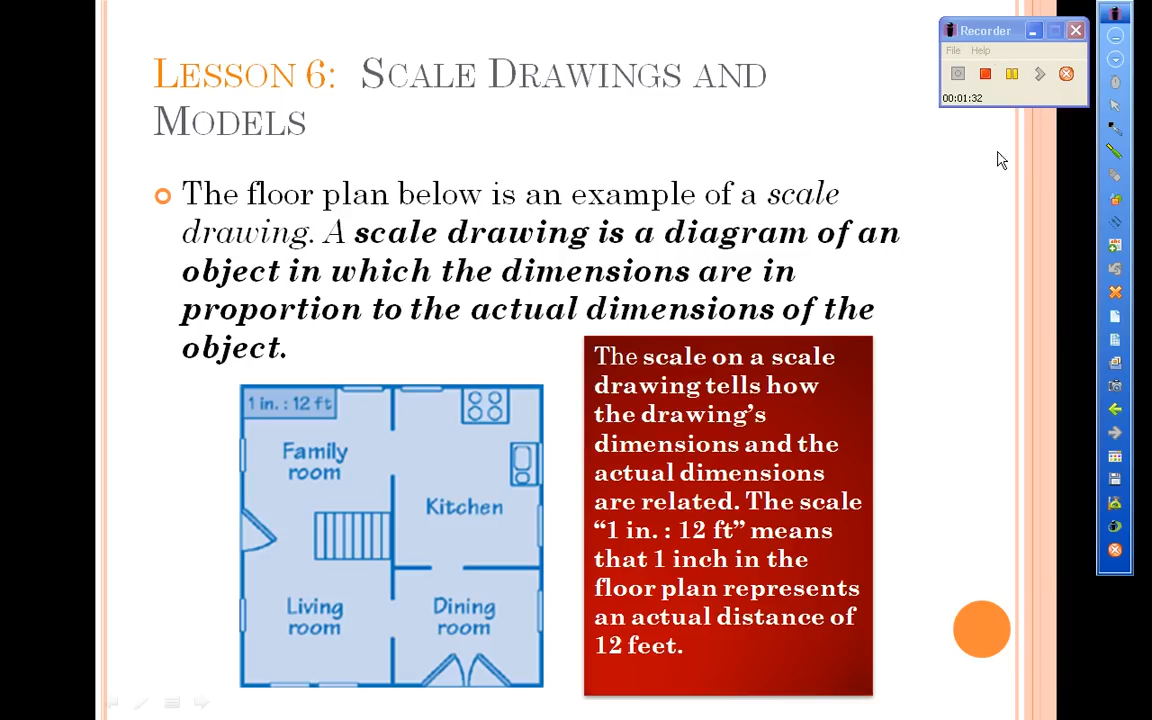 LESSON 6: SCALE DRAWINGS AND
MODELS
The floor plan below is an example of a scale
drawing. A scale drawing is a diagram of an
object in which the dimensions are in
proportion to the actual dimensions of the
object.
1 in. : 12 ft
Family
room
Kitchen
Living
room
Dining
room
The scale on a scale
drawing tells how
the drawing's
dimensions and the
actual dimensions
are related. The scale
“1 in. : 12 ft” means
that 1 inch in the
floor plan represents
an actual distance of
12 feet.
Recorder
File Help
00:01:32